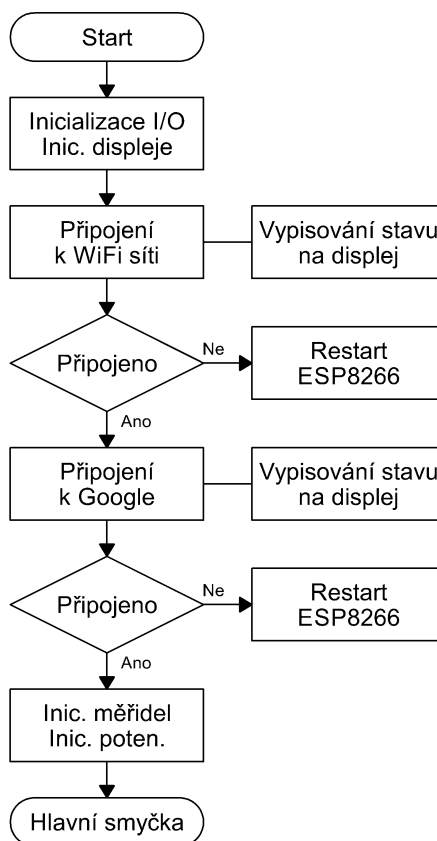 Start
Inicializace I/O
Inic. displeje
Připojení
k WiFi síti
Vypisování stavu
na displej
Připojeno
Ne
Restart
ESP8266
Ano
Připojení
k Google
Vypisování stavu
na displej
Připojeno
Ne
Restart
ESP8266
Ano
Inic. měřidel
Inic. poten.
Hlavní smyčka